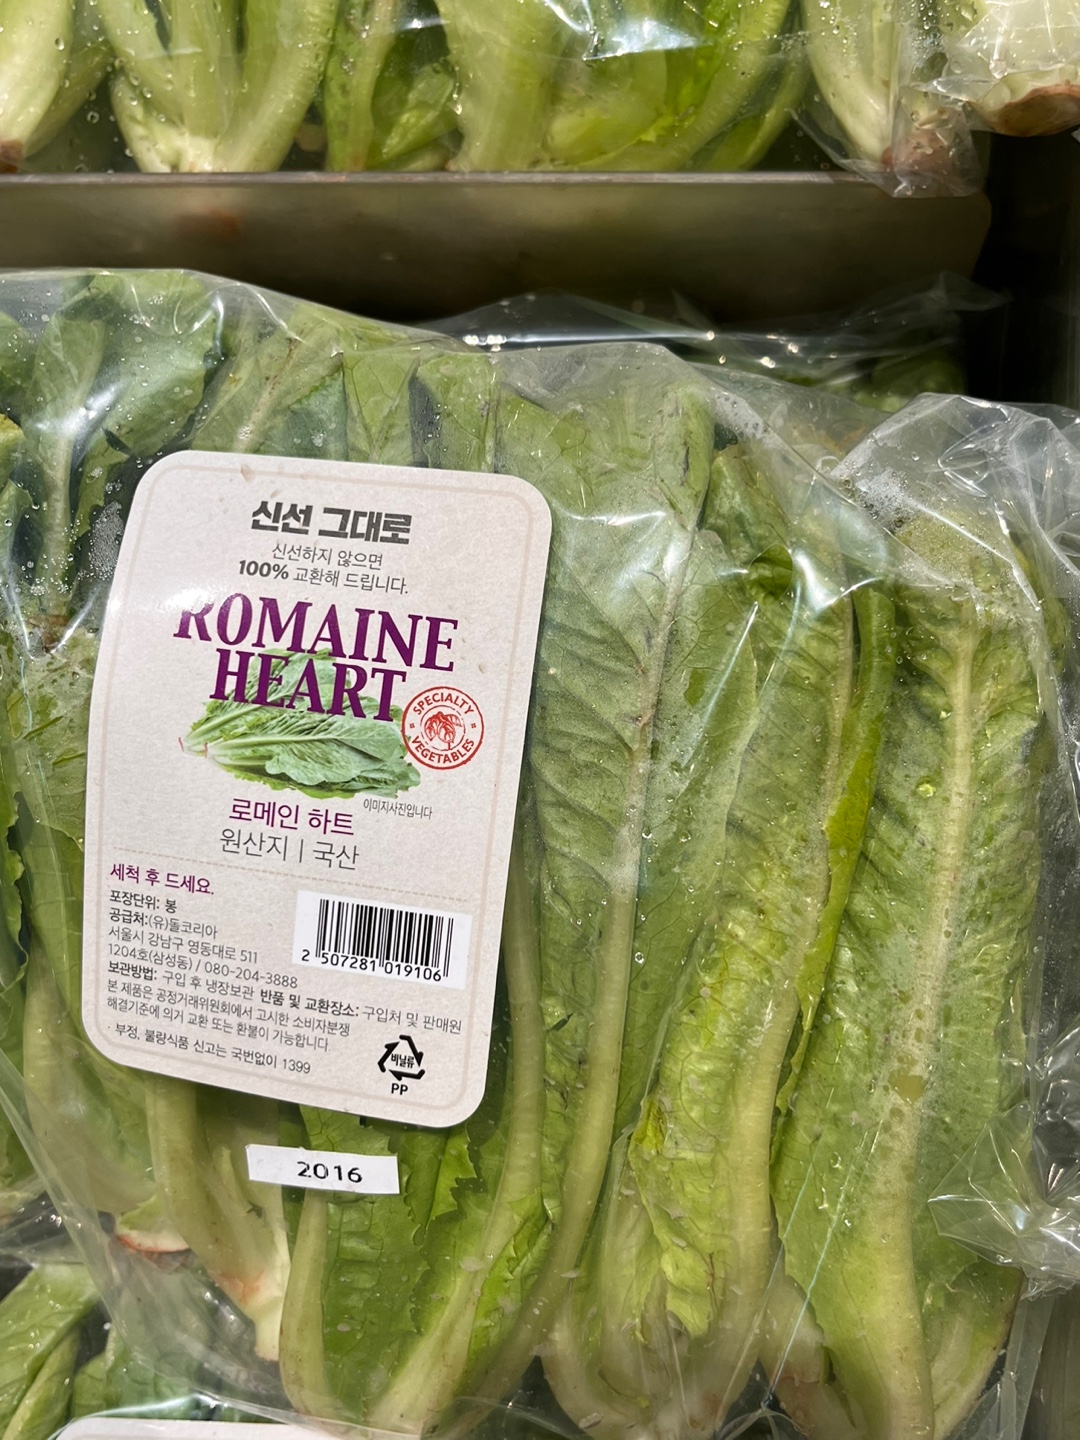 신선 그대로
신선하지 않으면
100% 교환해 드립니다.
ROMAINE
HEART
SPECIALTY
VEGETABLES
이미지사진입니다
로메인 하트
원산지 | 국산
세척 후 드세요.
포장단위: 봉
공급처:(유)돌코리아
서울시 강남구 영동대로 511
1204호(삼성동) / 080-204-3888
보관방법: 구입 후 냉장보관 반품 및 교환장소: 구입처 및 판매원
본 제품은 공정거래위원회에서 고시한 소비자분쟁
해결기준에 의거 교환 또는 환불이 가능합니다.
· 부정, 불량식품 신고는 국번없이 1399
2 507281 019106
비닐류
PP
2016